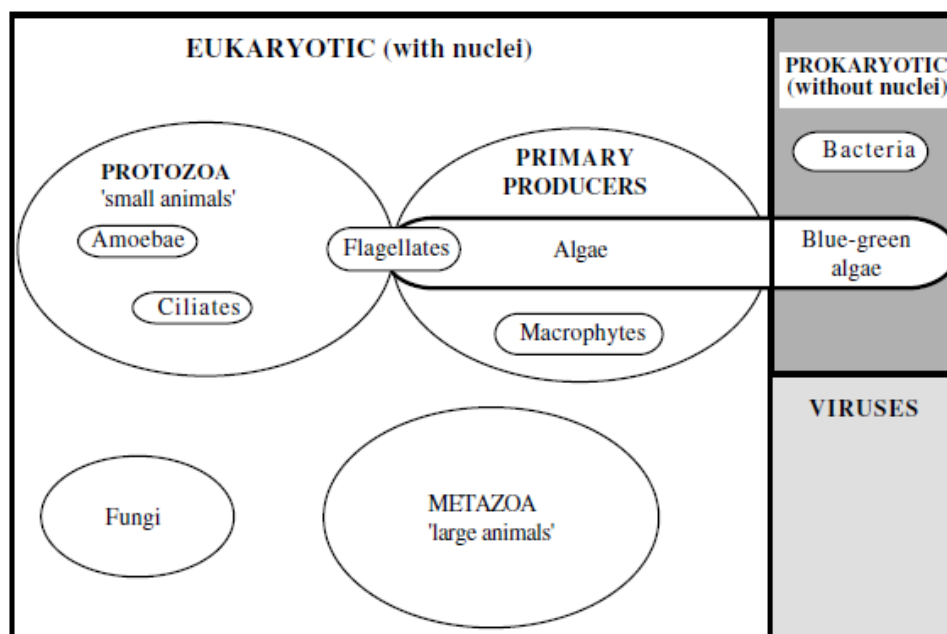 EUKARYOTIC (with nuclei)
PROKARYOTIC
(without nuclei)
Bacteria
PROTOZOA
'small animals'
PRIMARY
PRODUCERS
Amoebae
Flagellates
Algae
Blue-green
algae
Ciliates
Macrophytes
VIRUSES
Fungi
METAZOA
'large animals'